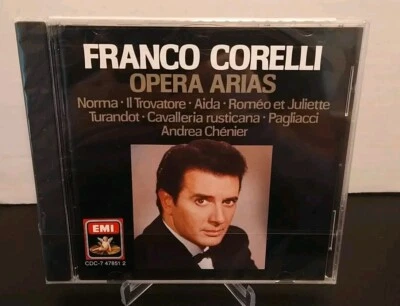 FRANCO CORELLI
OPERA ARIAS
Norma · Il Trovatore · Aida · Roméo et Juliette
Turandot · Cavalleria rusticana · Pagliacci
Andrea Chénier
EMI
CDC-7 47851 2